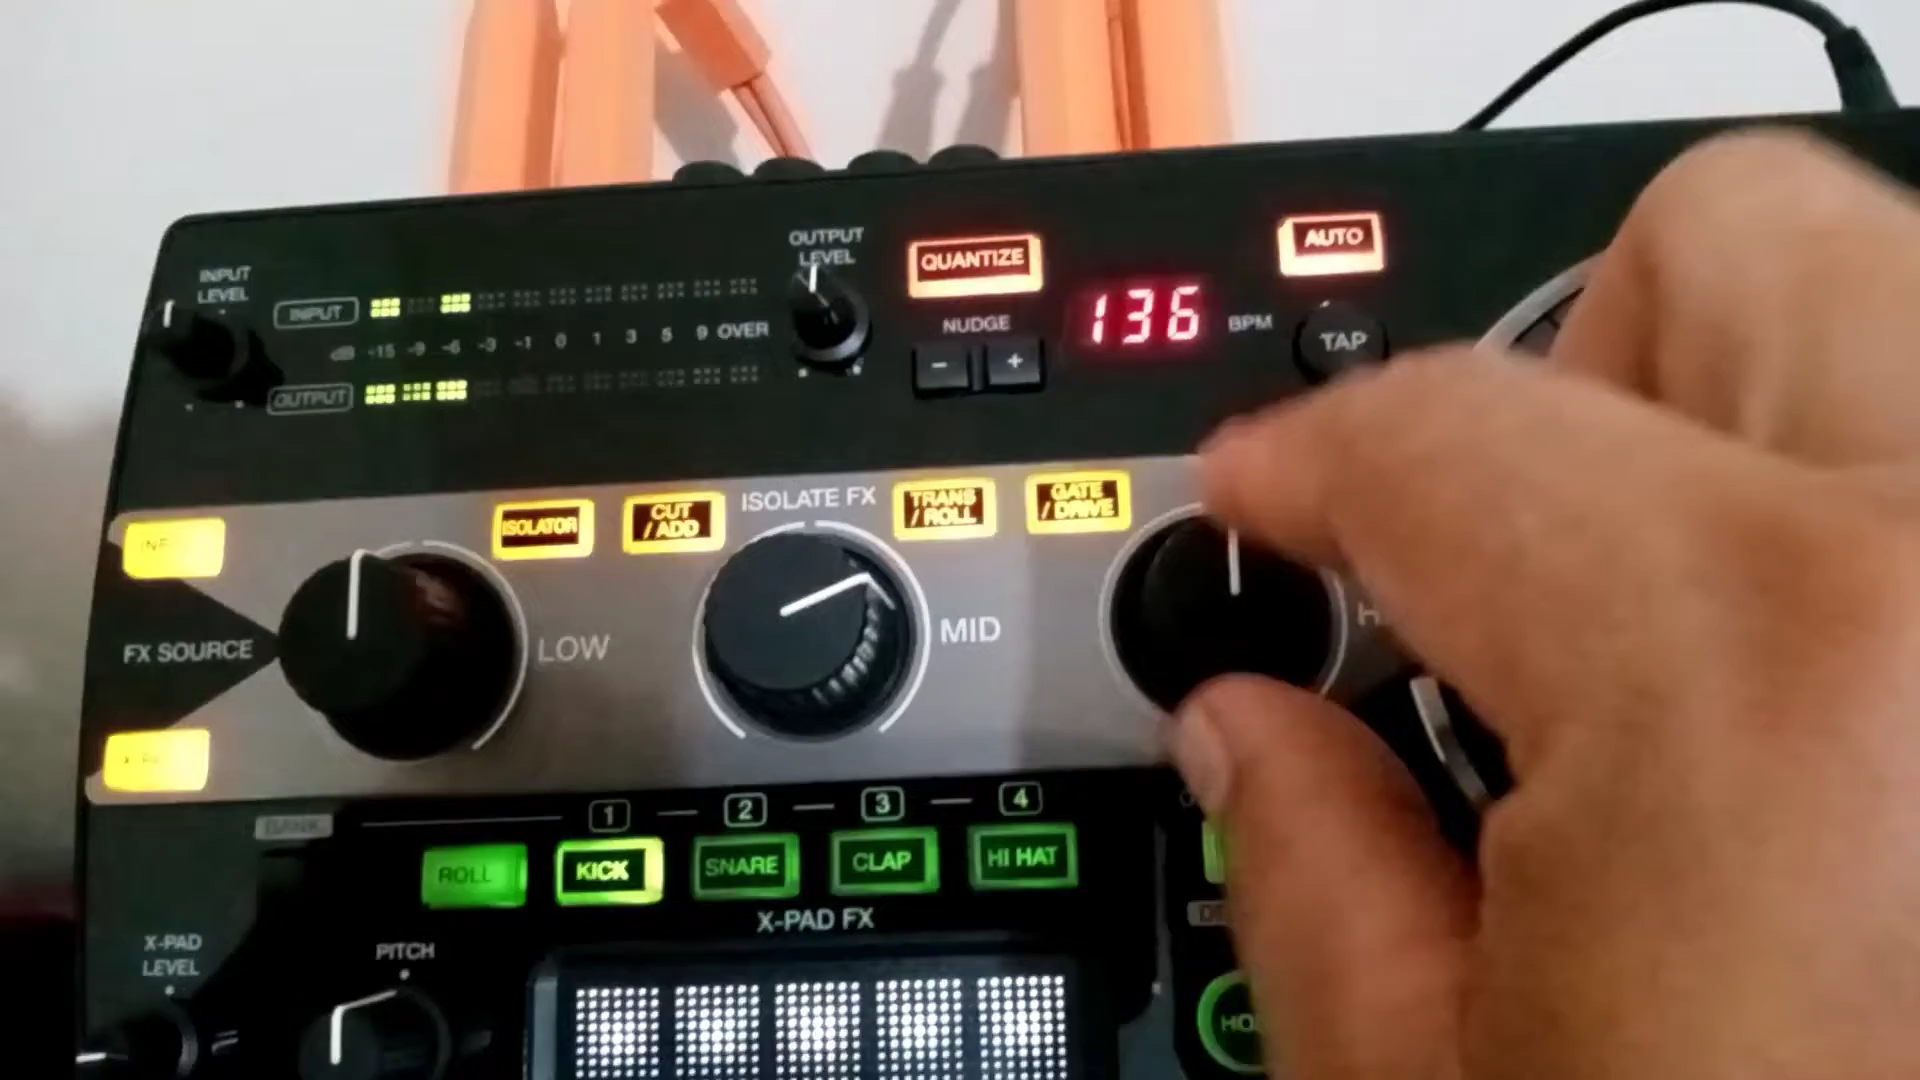 INPUT
LEVEL
INPUT
dB -15 -9 -6 -3 -1 0 1 3 5 9 OVER
OUTPUT
OUTPUT
LEVEL
QUANTIZE
NUDGE
- +
136
BPM
AUTO
TAP
ISOLATOR
CUT
/ ADD
ISOLATE FX
TRANS
/ ROLL
GATE
/ DRIVE
FX SOURCE
LOW
MID
BANK
1
2
3
4
ROLL
KICK
SNARE
CLAP
HI HAT
X-PAD FX
X-PAD
LEVEL
PITCH